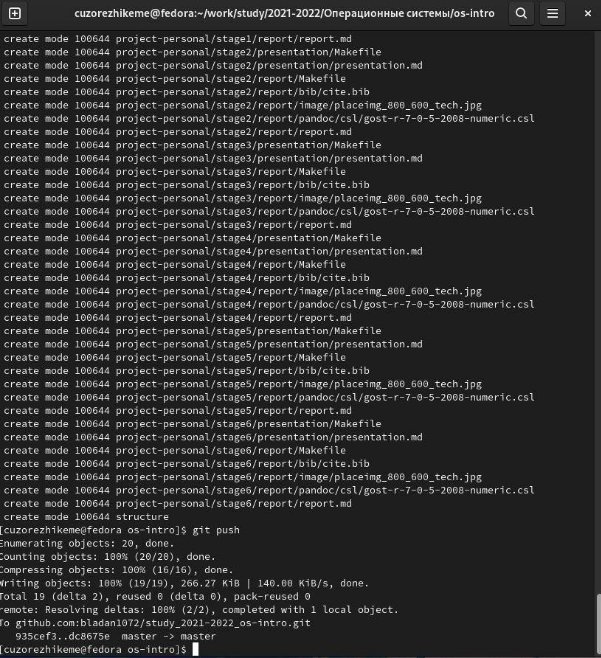 cuzorezhikeme@fedora:~/work/study/2021-2022/Операционные системы/os-intro
create mode 100644 project-personal/stage1/report/report.md
create mode 100644 project-personal/stage2/presentation/Makefile
create mode 100644 project-personal/stage2/presentation/presentation.md
create mode 100644 project-personal/stage2/report/Makefile
create mode 100644 project-personal/stage2/report/bib/cite.bib
create mode 100644 project-personal/stage2/report/image/placeimg_800_600_tech.jpg
create mode 100644 project-personal/stage2/report/pandoc/csl/gost-r-7-0-5-2008-numeric.csl
create mode 100644 project-personal/stage2/report/report.md
create mode 100644 project-personal/stage3/presentation/Makefile
create mode 100644 project-personal/stage3/presentation/presentation.md
create mode 100644 project-personal/stage3/report/Makefile
create mode 100644 project-personal/stage3/report/bib/cite.bib
create mode 100644 project-personal/stage3/report/image/placeimg_800_600_tech.jpg
create mode 100644 project-personal/stage3/report/pandoc/csl/gost-r-7-0-5-2008-numeric.csl
create mode 100644 project-personal/stage3/report/report.md
create mode 100644 project-personal/stage4/presentation/Makefile
create mode 100644 project-personal/stage4/presentation/presentation.md
create mode 100644 project-personal/stage4/report/Makefile
create mode 100644 project-personal/stage4/report/bib/cite.bib
create mode 100644 project-personal/stage4/report/image/placeimg_800_600_tech.jpg
create mode 100644 project-personal/stage4/report/pandoc/csl/gost-r-7-0-5-2008-numeric.csl
create mode 100644 project-personal/stage4/report/report.md
create mode 100644 project-personal/stage5/presentation/Makefile
create mode 100644 project-personal/stage5/presentation/presentation.md
create mode 100644 project-personal/stage5/report/Makefile
create mode 100644 project-personal/stage5/report/bib/cite.bib
create mode 100644 project-personal/stage5/report/image/placeimg_800_600_tech.jpg
create mode 100644 project-personal/stage5/report/pandoc/csl/gost-r-7-0-5-2008-numeric.csl
create mode 100644 project-personal/stage5/report/report.md
create mode 100644 project-personal/stage6/presentation/Makefile
create mode 100644 project-personal/stage6/presentation/presentation.md
create mode 100644 project-personal/stage6/report/Makefile
create mode 100644 project-personal/stage6/report/bib/cite.bib
create mode 100644 project-personal/stage6/report/image/placeimg_800_600_tech.jpg
create mode 100644 project-personal/stage6/report/pandoc/csl/gost-r-7-0-5-2008-numeric.csl
create mode 100644 project-personal/stage6/report/report.md
create mode 100644 structure
[cuzorezhikeme@fedora os-intro]$ git push
Enumerating objects: 20, done.
Counting objects: 100% (20/20), done.
Compressing objects: 100% (16/16), done.
Writing objects: 100% (19/19), 266.27 KiB | 140.00 KiB/s, done.
Total 19 (delta 2), reused 0 (delta 0), pack-reused 0
remote: Resolving deltas: 100% (2/2), completed with 1 local object.
To github.com:bladan1072/study_2021-2022_os-intro.git
935cef3..dc8675e master -> master
[cuzorezhikeme@fedora os-intro]$